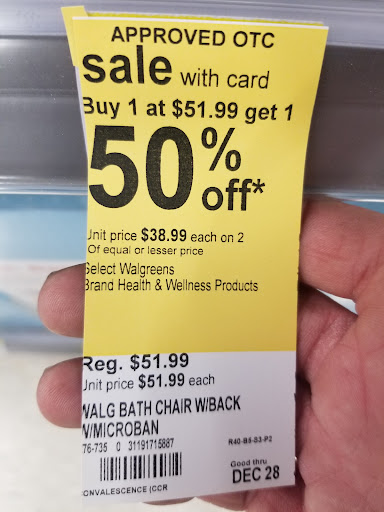 APPROVED OTC
sale with card
Buy 1 at $51.99 get 1
50% off*
Unit price $38.99 each on 2
Of equal or lesser price
Select Walgreens
Brand Health & Wellness Products
Reg. $51.99
Unit price $51.99 each
WALG BATH CHAIR W/BACK
W/MICROBAN
76-735 0 31191715887
R40-B5-S3-P2
Good thru
DEC 28
CONVALESCENCE (CCR